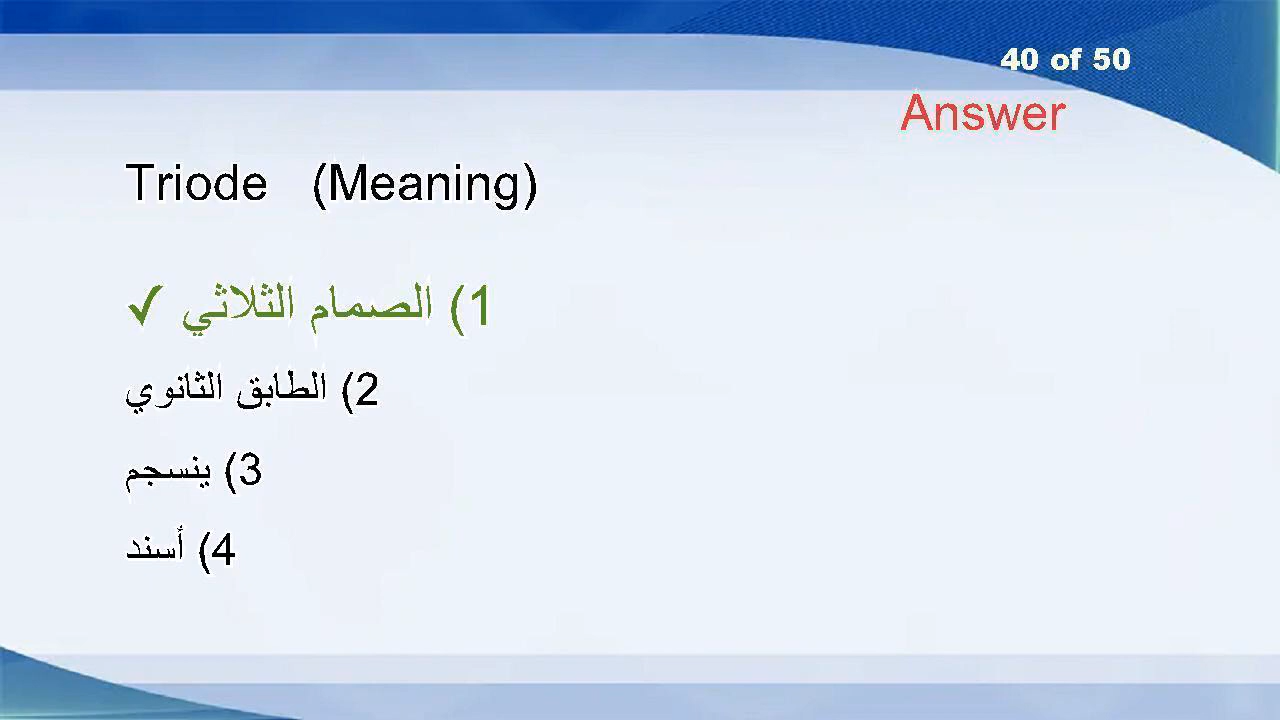 40 of 50
Answer
Triode (Meaning)
1) الصمام الثلاثي ✓
2) الطابق الثانوي
3) ينسجم
4) أسند